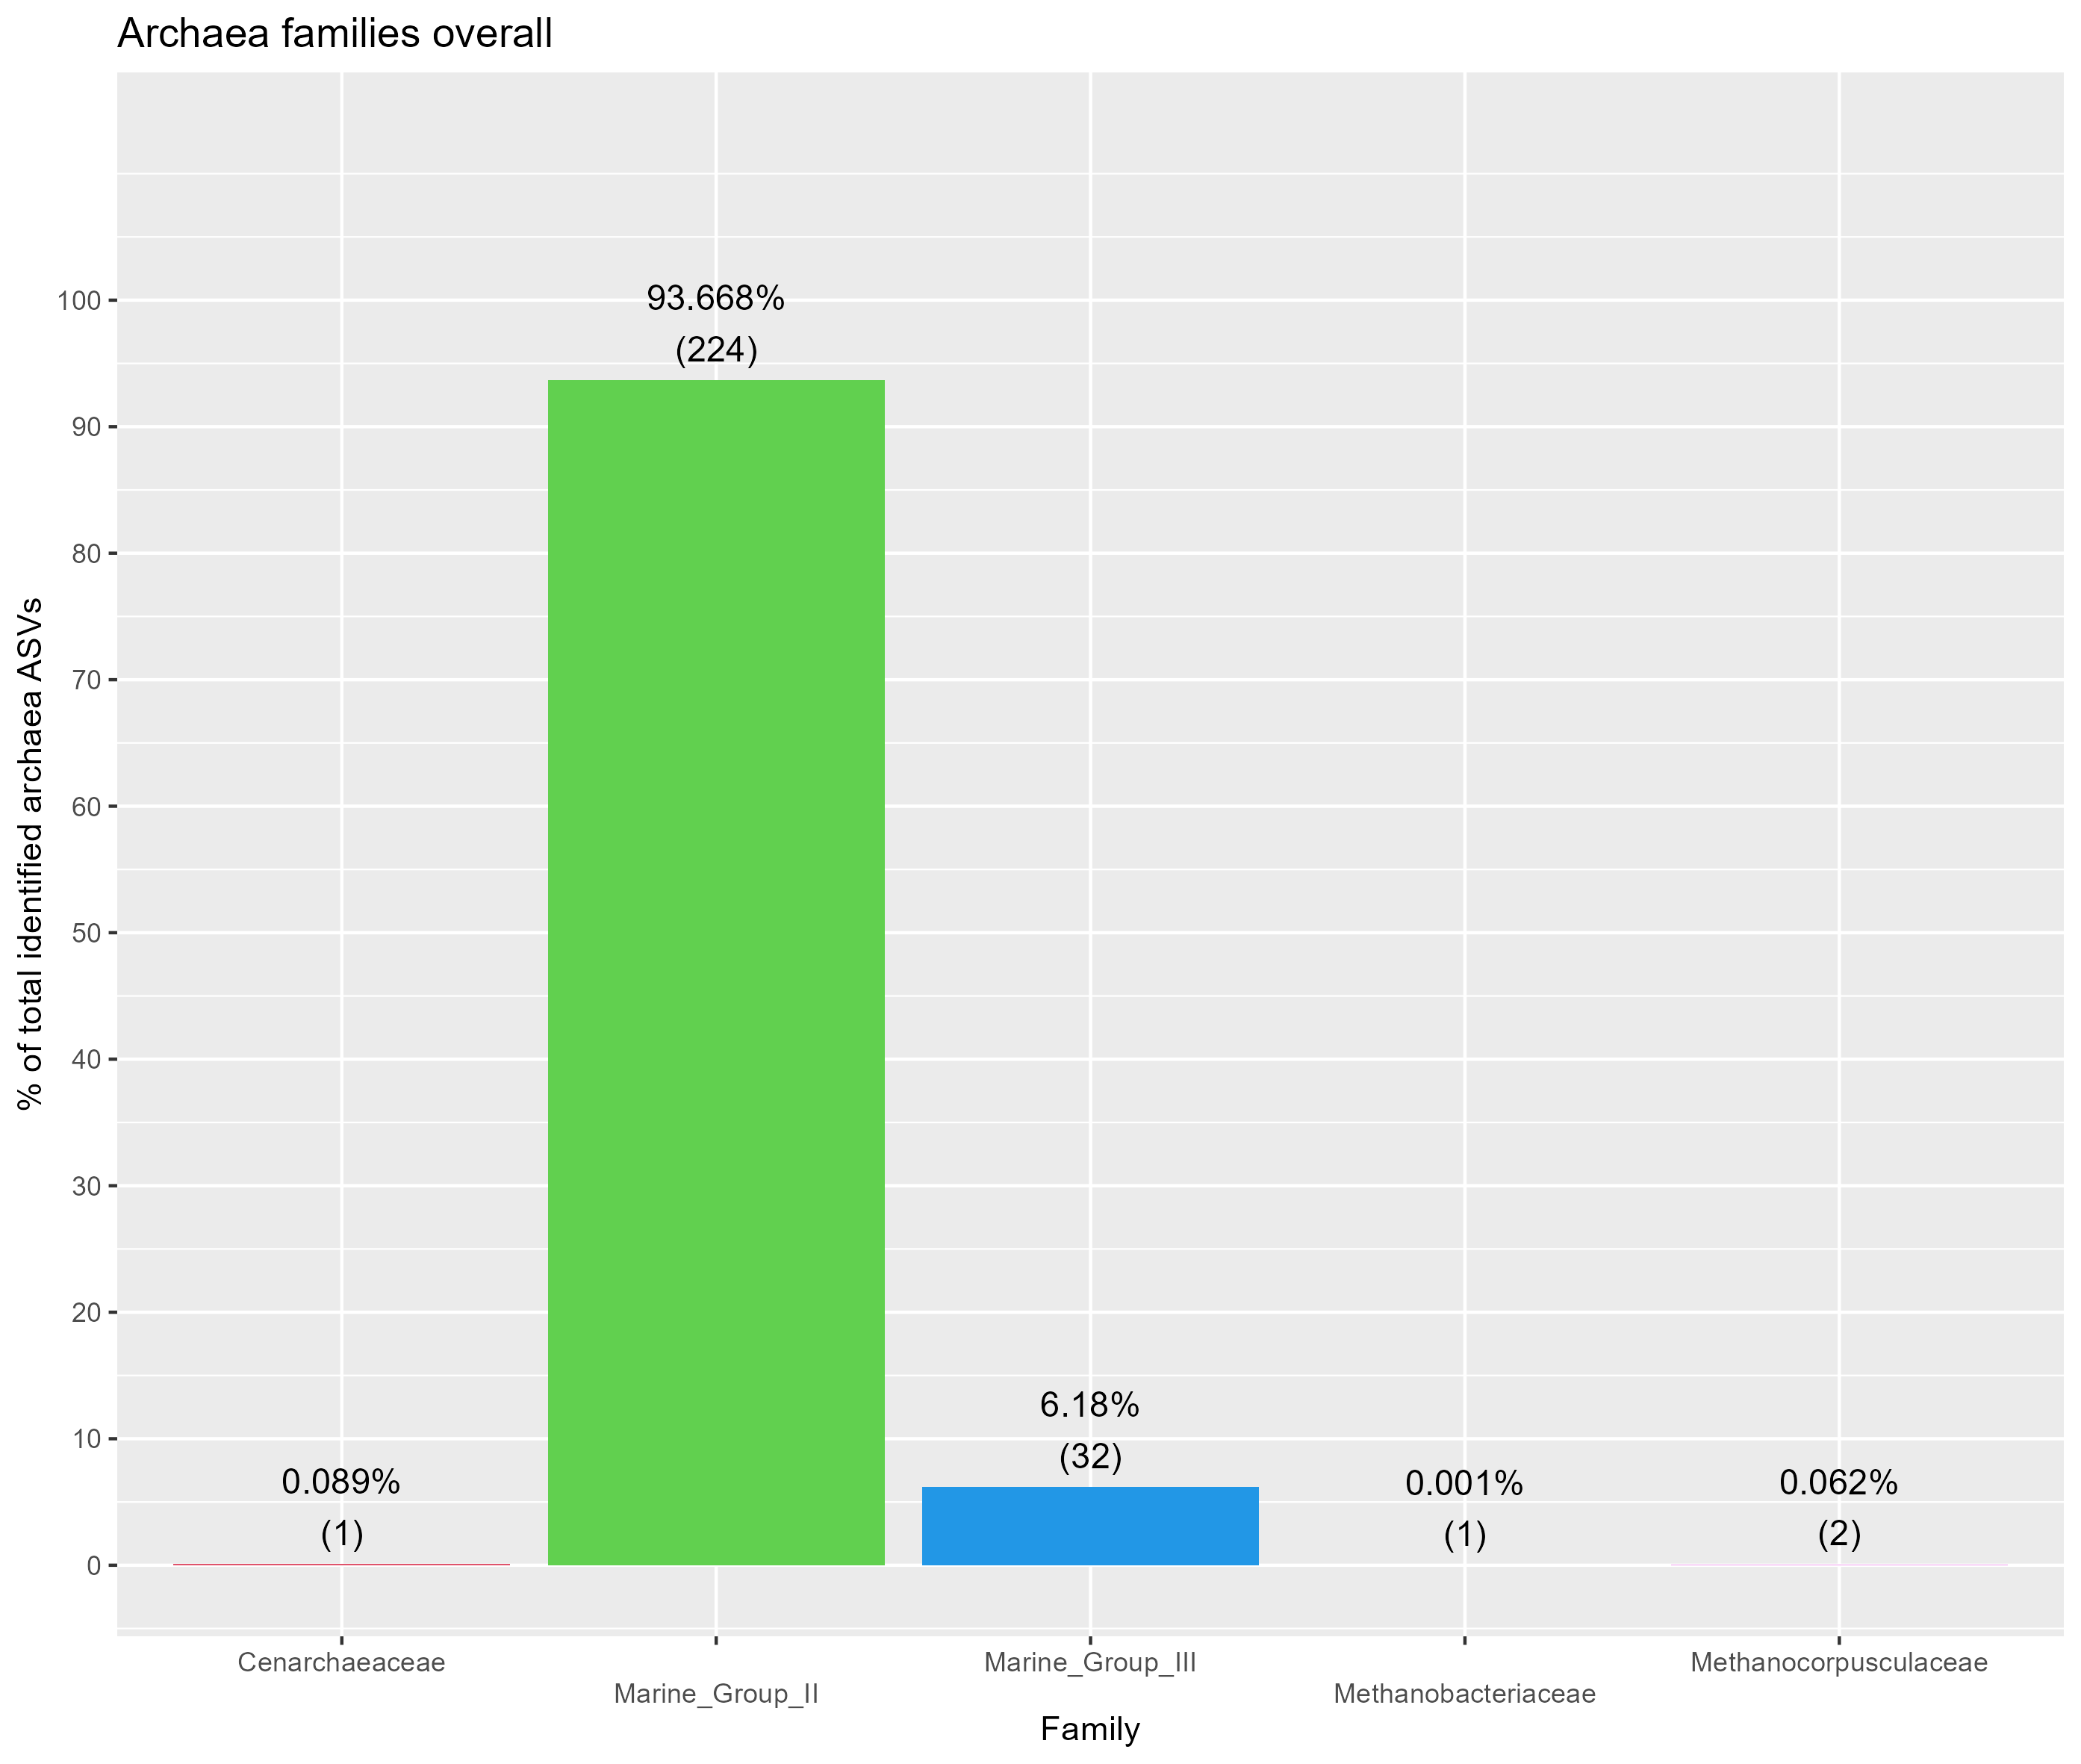 Archaea families overall
% of total identified archaea ASVs
100
90
80
70
60
50
40
30
20
10
0
0.089%
(1)
93.668%
(224)
6.18%
(32)
0.001%
(1)
0.062%
(2)
Cenarchaeaceae
Marine_Group_II
Marine_Group_III
Methanobacteriaceae
Methanocorpusculaceae
Family